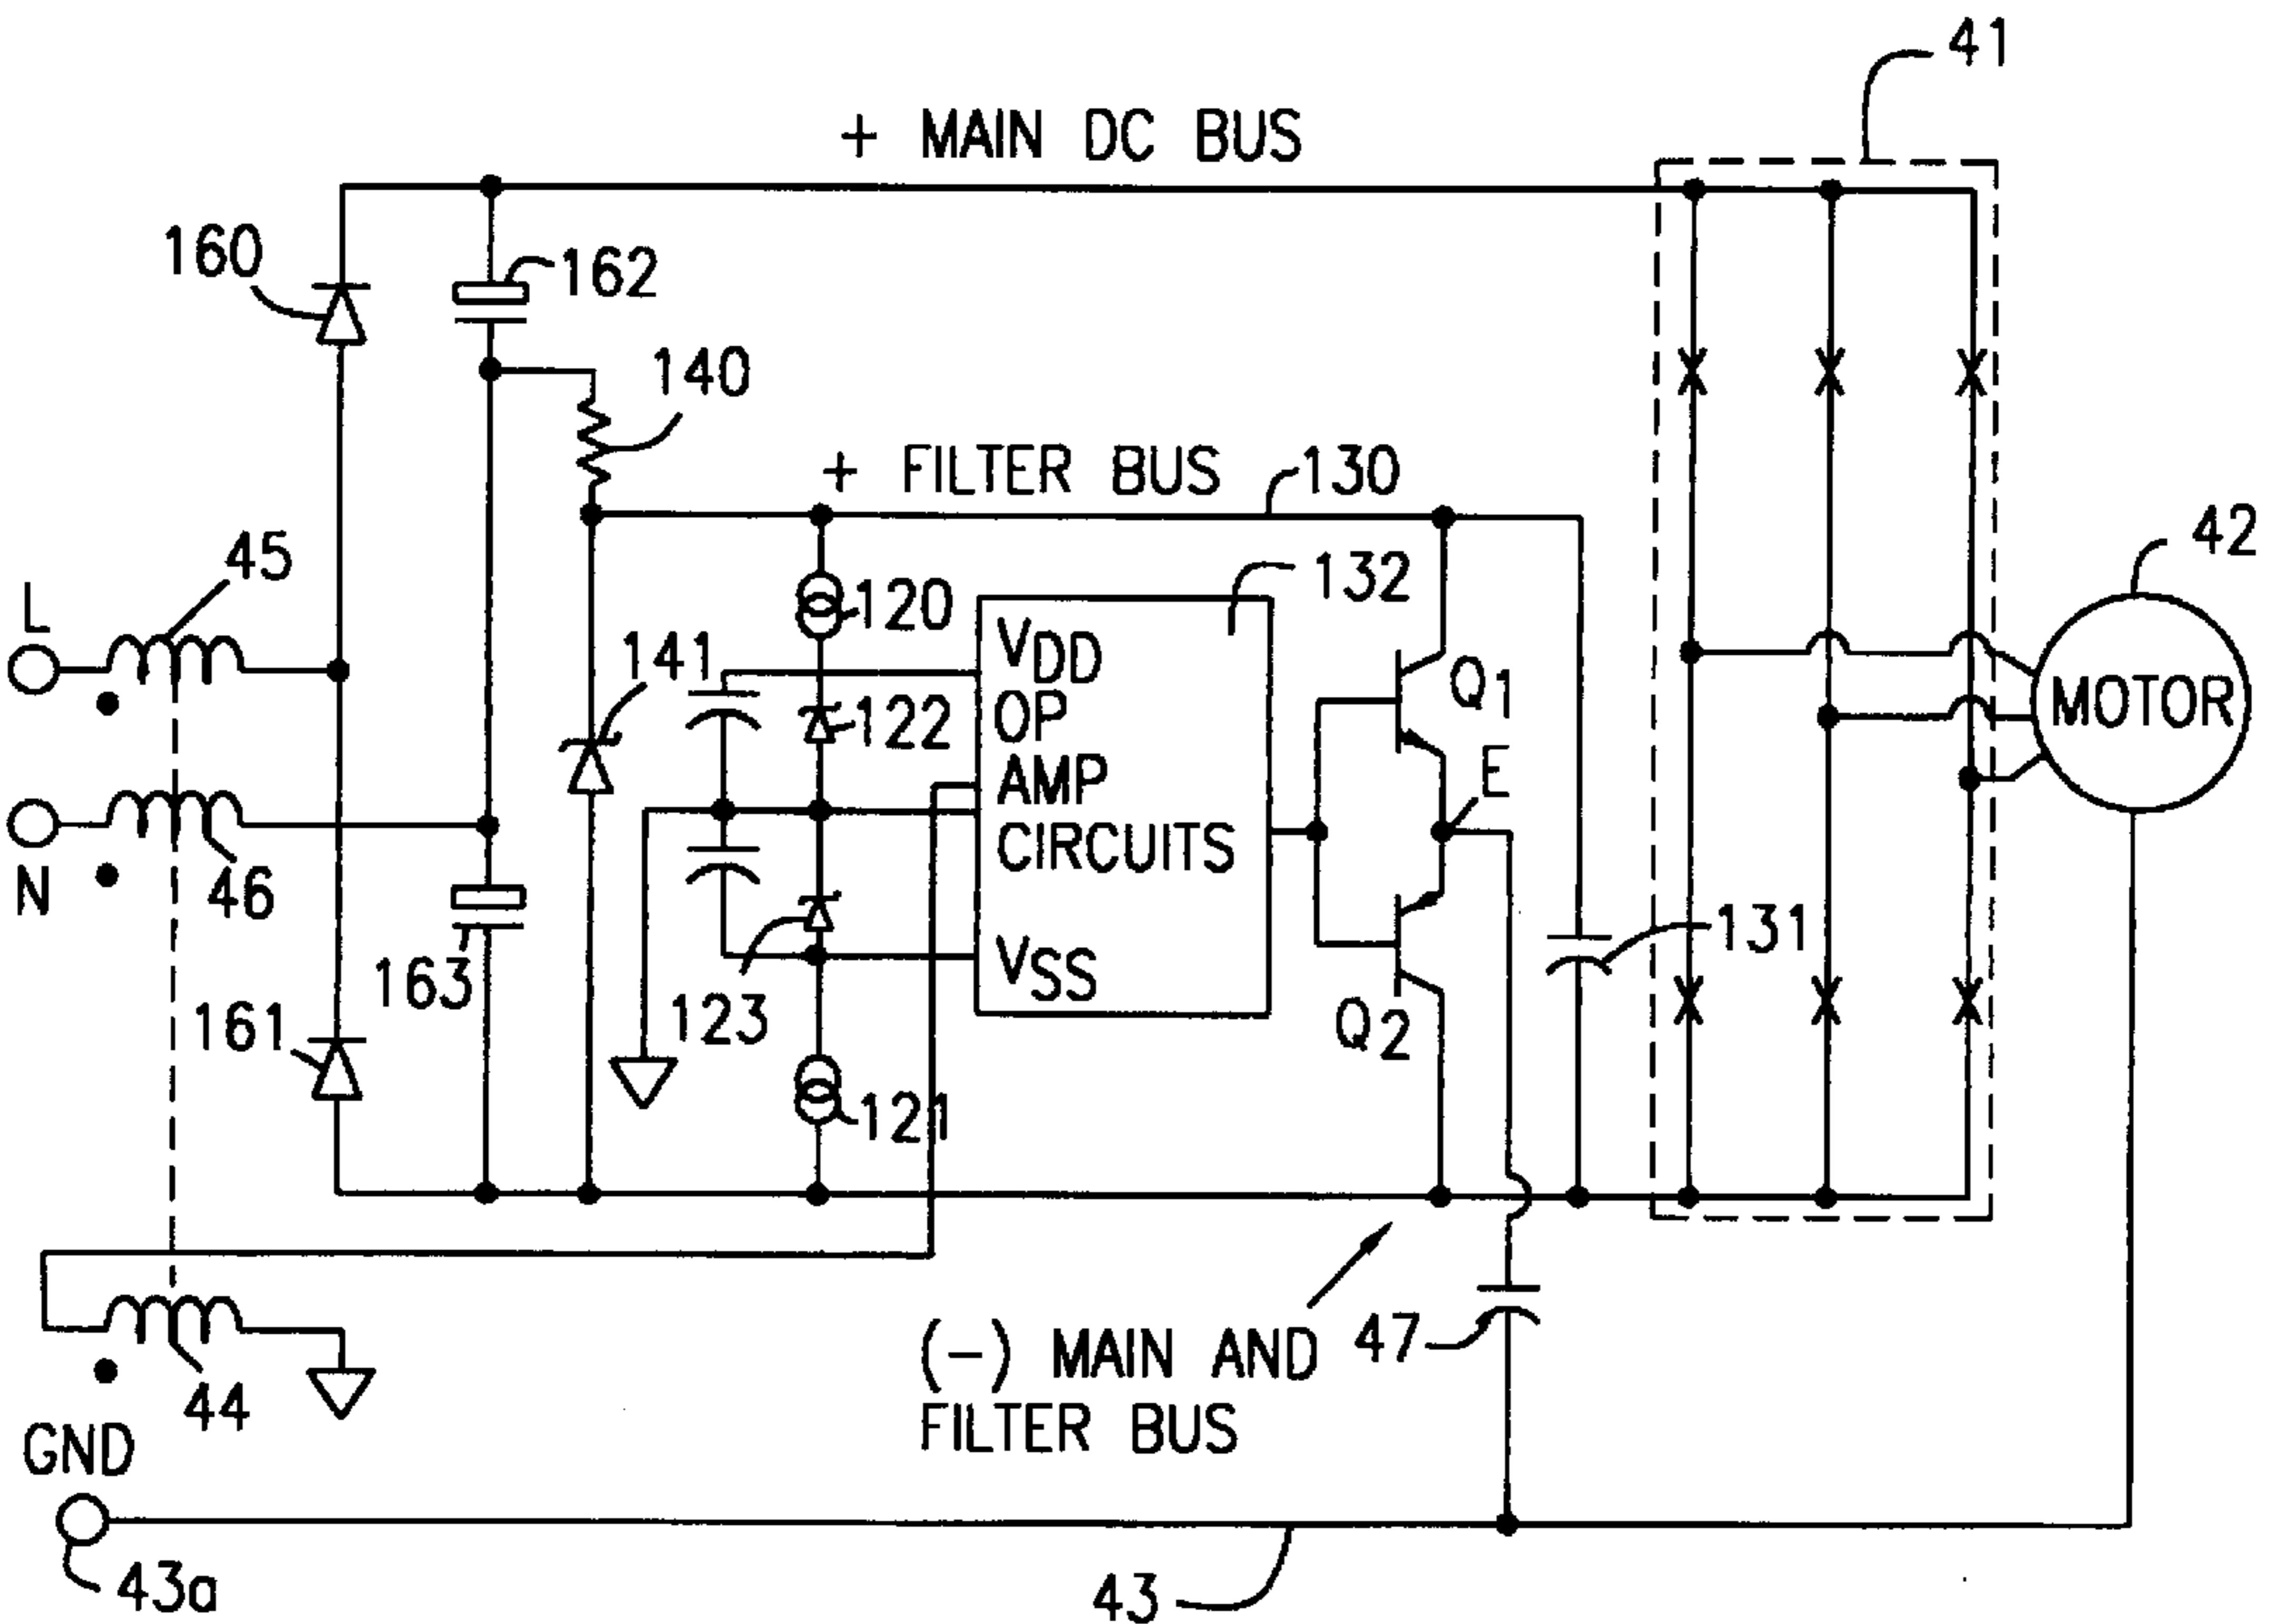 41
+ MAIN DC BUS
160
162
140
+ FILTER BUS
130
42
45
L
132
120
VDD
OP
AMP
CIRCUITS
VSS
141
122
Q1
MOTOR
E
N
46
163
123
161
Q2
131
121
(-) MAIN AND
FILTER BUS
47
44
GND
43a
43